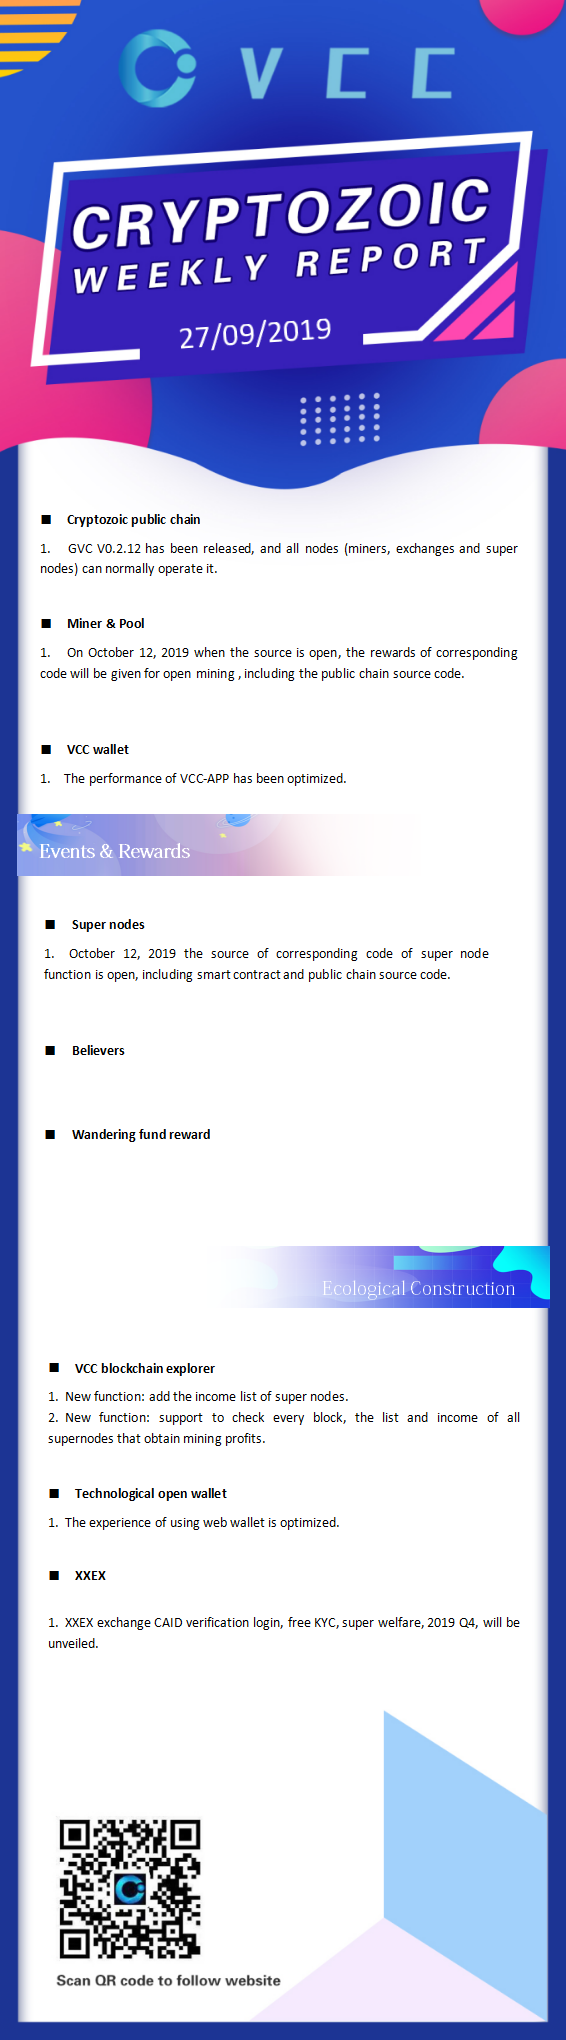 VCC
CRYPTOZOIC
WEEKLY REPORT
27/09/2019
■ Cryptozoic public chain
1. GVC V0.2.12 has been released, and all nodes (miners, exchanges and super
nodes) can normally operate it.
■ Miner & Pool
1. On October 12, 2019 when the source is open, the rewards of corresponding
code will be given for open mining , including the public chain source code.
■ VCC wallet
1. The performance of VCC-APP has been optimized.
Events & Rewards
■ Super nodes
1. October 12, 2019 the source of corresponding code of super node
function is open, including smart contract and public chain source code.
■ Believers
■ Wandering fund reward
Ecological Construction
■ VCC blockchain explorer
1. New function: add the income list of super nodes.
2. New function: support to check every block, the list and income of all
supernodes that obtain mining profits.
■ Technological open wallet
1. The experience of using web wallet is optimized.
■ XXEX
1. XXEX exchange CAID verification login, free KYC, super welfare, 2019 Q4, will be
unveiled.
Scan QR code to follow website